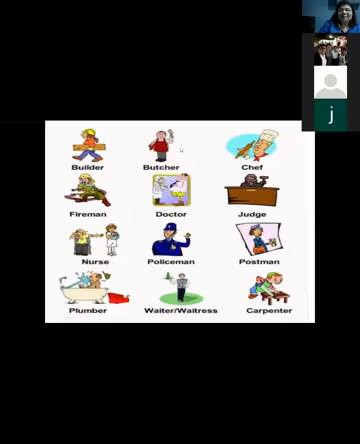 j
Builder
Butcher
Chef
Fireman
Doctor
Judge
Nurse
Policeman
Postman
Plumber
Waiter/Waitress
Carpenter